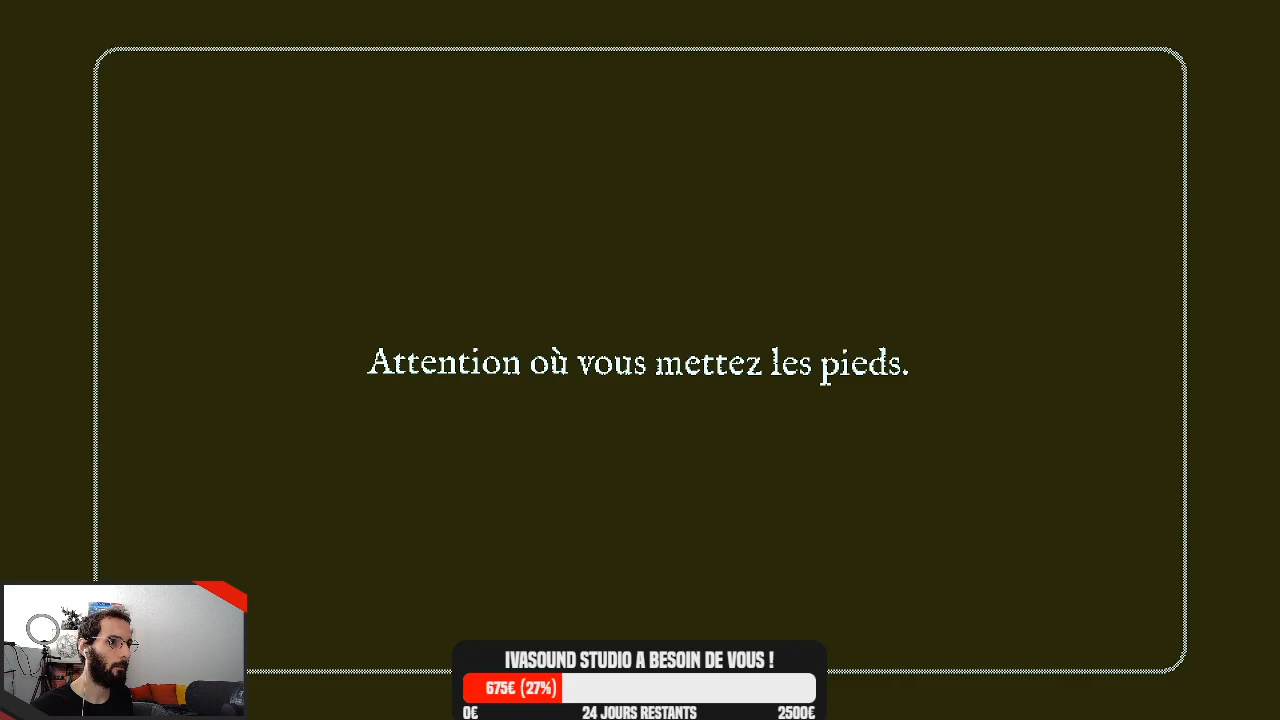 Attention où vous mettez les pieds.
IVASOUND STUDIO A BESOIN DE VOUS !
675€ (27%)
0€ 24 JOURS RESTANTS 2500€